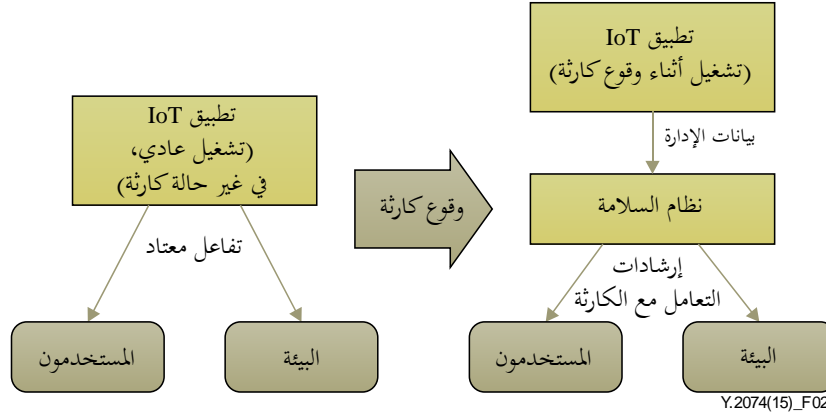 تطبيق IoT
(تشغيل عادي،
في غير حالة كارثة)
تفاعل معتاد
المستخدمون
البيئة
وقوع كارثة
تطبيق IoT
(تشغيل أثناء وقوع كارثة)
بيانات الإدارة
نظام السلامة
إرشادات
التعامل مع الكارثة
المستخدمون
البيئة
Y.2074(15)_F02